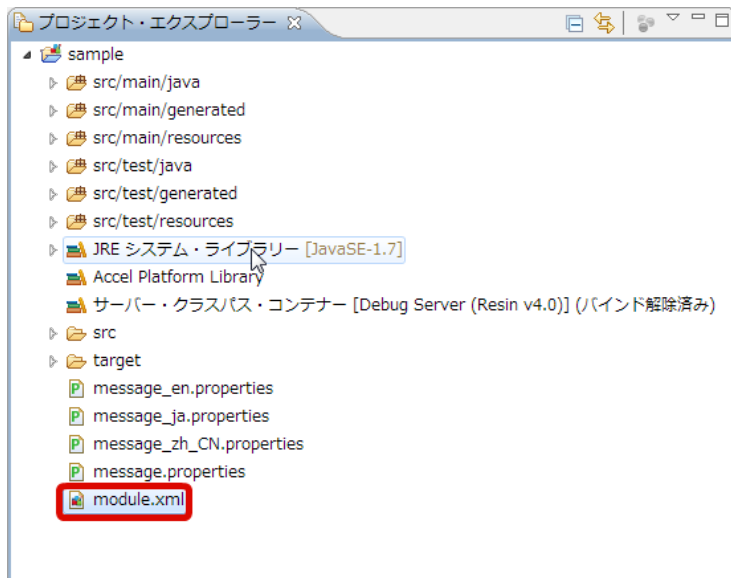 プロジェクト・エクスプローラー
sample
src/main/java
src/main/generated
src/main/resources
src/test/java
src/test/generated
src/test/resources
JRE システム・ライブラリー [JavaSE-1.7]
Accel Platform Library
サーバー・クラスパス・コンテナー [Debug Server (Resin v4.0)] (バインド解除済み)
src
target
message_en.properties
message_ja.properties
message_zh_CN.properties
message.properties
module.xml